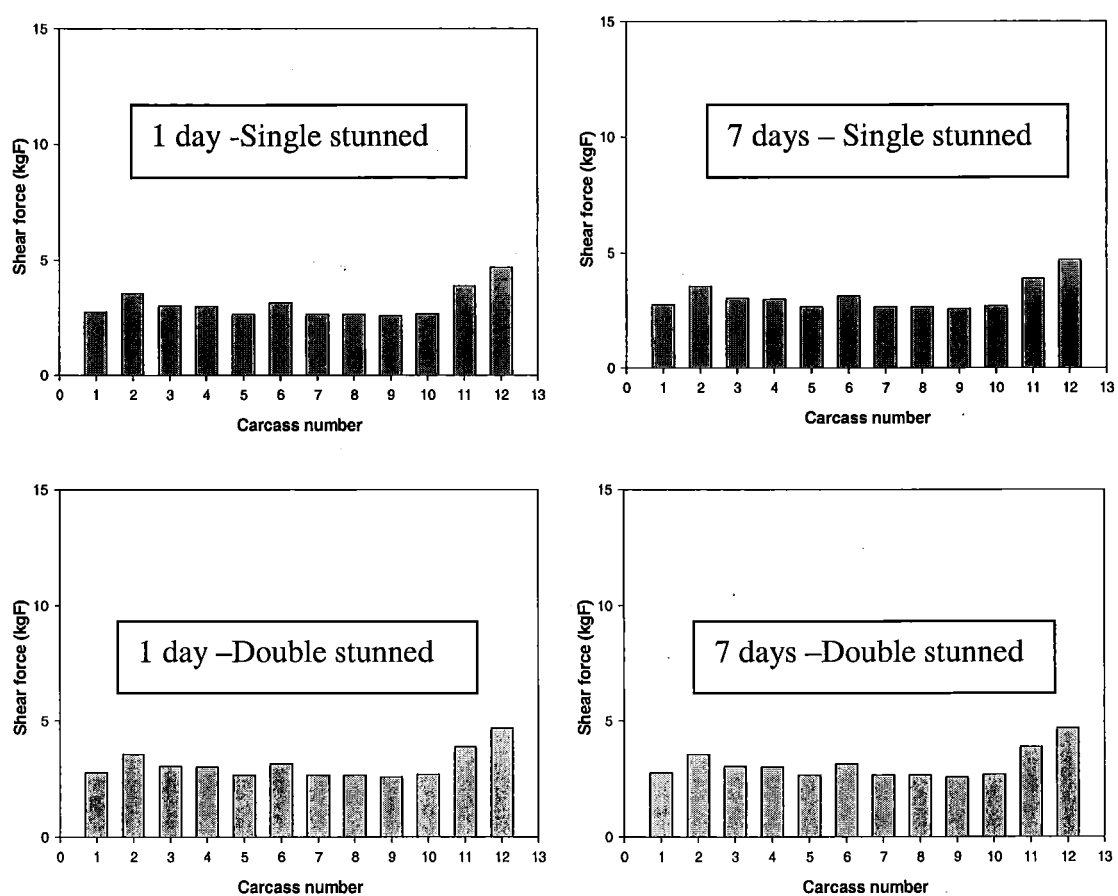 15
10
5
0
Shear force (kgF)
1 day -Single stunned
0 1 2 3 4 5 6 7 8 9 10 11 12 13
Carcass number
15
10
5
0
Shear force (kgF)
7 days – Single stunned
0 1 2 3 4 5 6 7 8 9 10 11 12 13
Carcass number
15
10
5
0
Shear force (kgF)
1 day –Double stunned
0 1 2 3 4 5 6 7 8 9 10 11 12 13
Carcass number
15
10
5
0
Shear force (kgF)
7 days –Double stunned
0 1 2 3 4 5 6 7 8 9 10 11 12 13
Carcass number